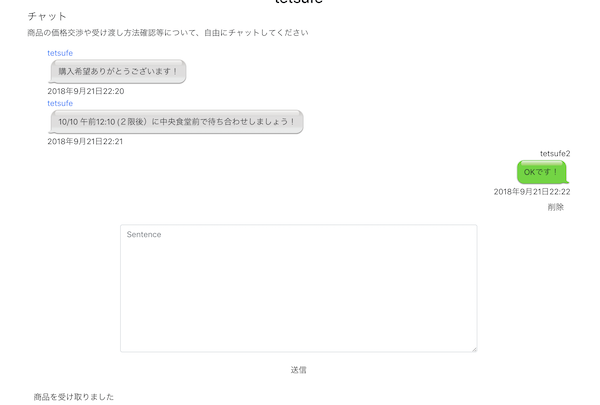 tetsufe
チャット
商品の価格交渉や受け渡し方法確認等について、自由にチャットしてください
tetsufe
購入希望ありがとうございます！
2018年9月21日22:20
tetsufe
10/10 午前12:10 (２限後）に中央食堂前で待ち合わせしましょう！
2018年9月21日22:21
tetsufe2
OKです！
2018年9月21日22:22
削除
Sentence
送信
商品を受け取りました